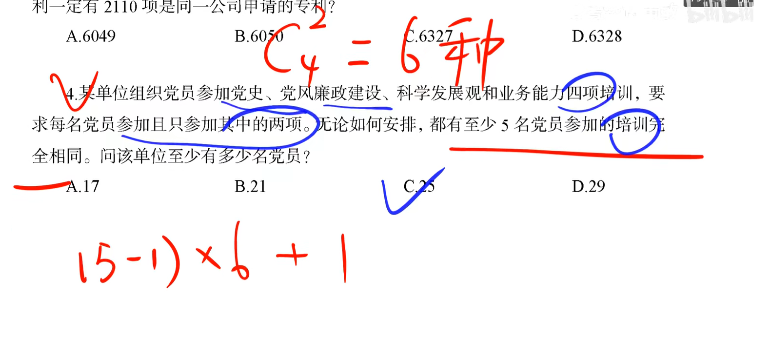 利一定有 2110 项是同一公司申请的专利?
A.6049 B.6050 C.6327 D.6328
C₄² = 6 种
4.某单位组织党员参加党史、党风廉政建设、科学发展观和业务能力四项培训，要
求每名党员参加且只参加其中的两项。无论如何安排，都有至少 5 名党员参加的培训完
全相同。问该单位至少有多少名党员?
A.17 B.21 C.25 D.29
(5-1)×6+1